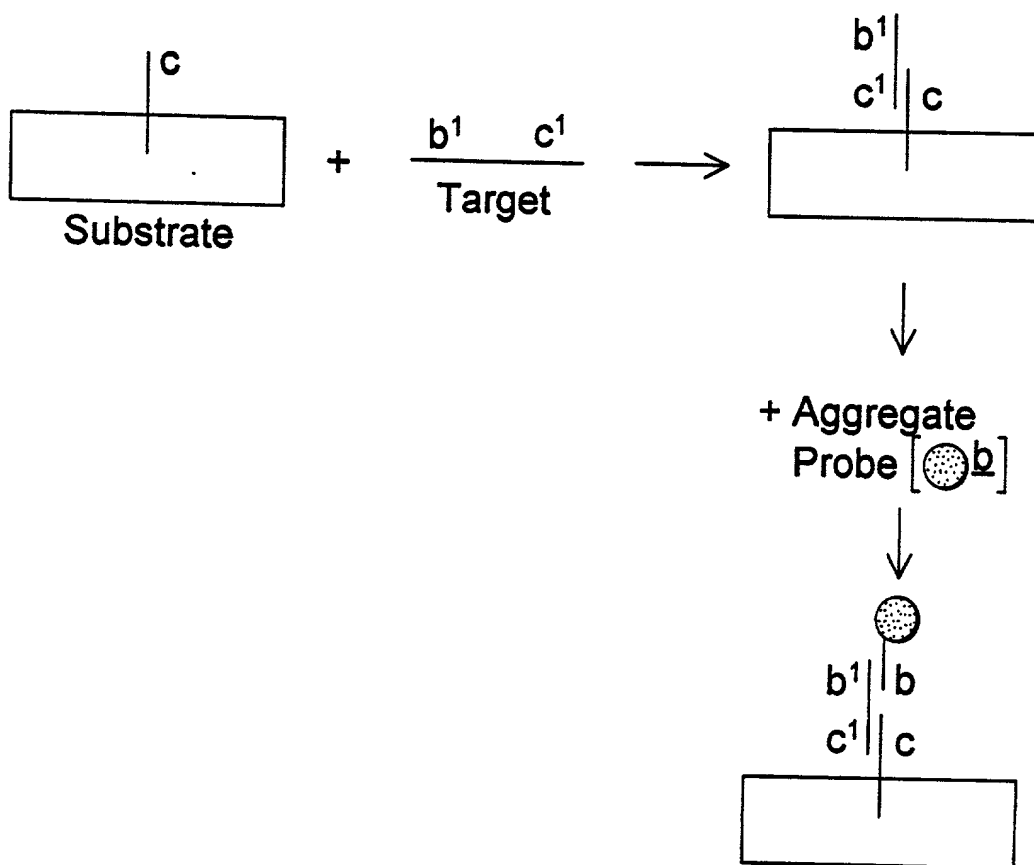 c
+
b¹ c¹
Target
Substrate
b¹
c¹ c
+ Aggregate
Probe [ b ]
b¹ b
c¹ c